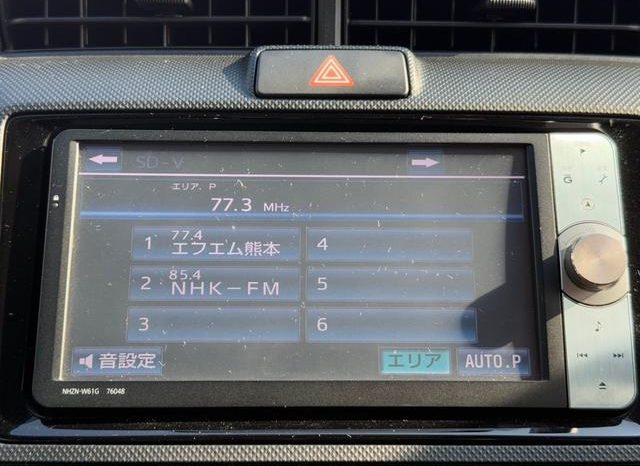 SD-V
エリア．P
77.3 MHz
1 77.4 エフエム熊本
4
2 85.4 NHK－FM
5
3
6
音設定
エリア
AUTO.P
NHZN-W61G 76048
G